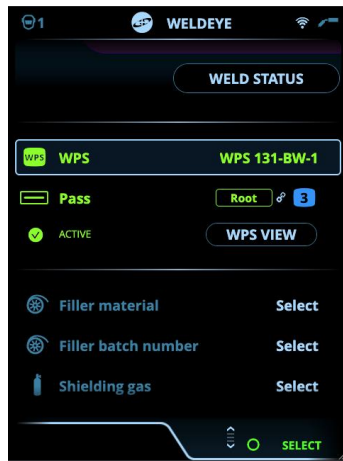 1 WELDEYE
WELD STATUS
WPS WPS WPS 131-BW-1
Pass Root 3
ACTIVE WPS VIEW
Filler material Select
Filler batch number Select
Shielding gas Select
SELECT